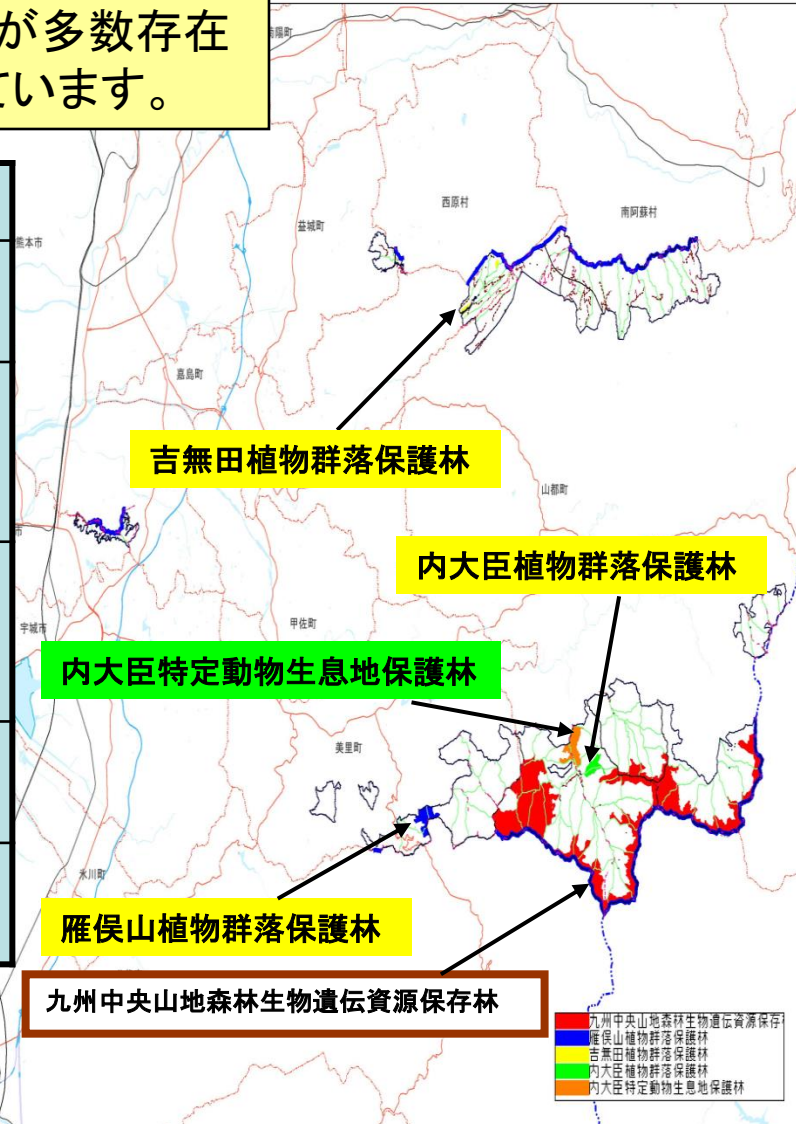 が多数存在
ています。
西原村
南阿蘇村
益城町
熊本市
嘉島町
吉無田植物群落保護林
山都町
内大臣植物群落保護林
宇城市
甲佐町
内大臣特定動物生息地保護林
美里町
氷川町
雁俣山植物群落保護林
九州中央山地森林生物遺伝資源保存林
九州中央山地森林生物遺伝資源保存
雁俣山植物群落保護林
吉無田植物群落保護林
内大臣植物群落保護林
内大臣特定動物生息地保護林